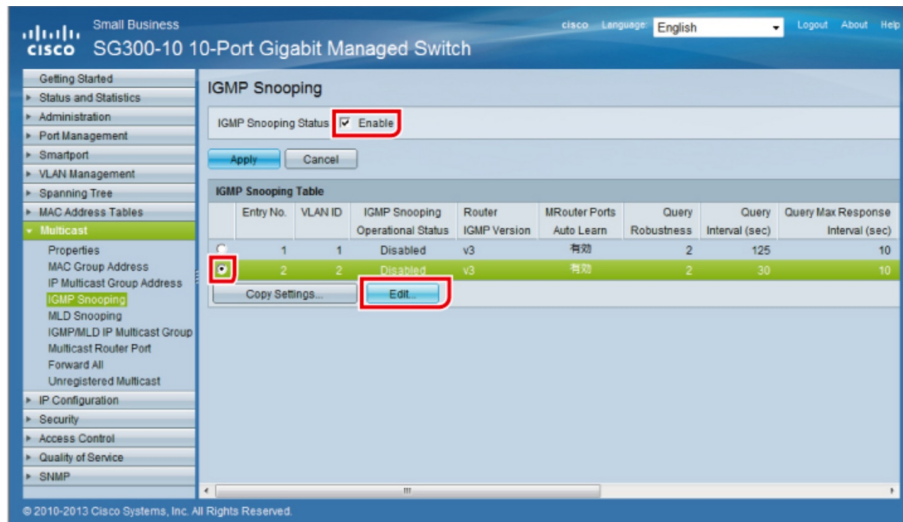 Small Business
cisco Language: English Logout About Help
CISCO SG300-10 10-Port Gigabit Managed Switch
Getting Started
Status and Statistics
Administration
Port Management
Smartport
VLAN Management
Spanning Tree
MAC Address Tables
Multicast
Properties
MAC Group Address
IP Multicast Group Address
IGMP Snooping
MLD Snooping
IGMP/MLD IP Multicast Group
Multicast Router Port
Forward All
Unregistered Multicast
IP Configuration
Security
Access Control
Quality of Service
SNMP
IGMP Snooping
IGMP Snooping Status Enable
Apply Cancel
IGMP Snooping Table
Entry No. VLAN ID IGMP Snooping Router MRouter Ports Query Query Query Max Response
Operational Status IGMP Version Auto Learn Robustness Interval (sec) Interval (sec)
1 1 Disabled v3 有効 2 125 10
2 2 Disabled v3 有効 2 30 10
Copy Settings... Edit...
© 2010-2013 Cisco Systems, Inc. All Rights Reserved.